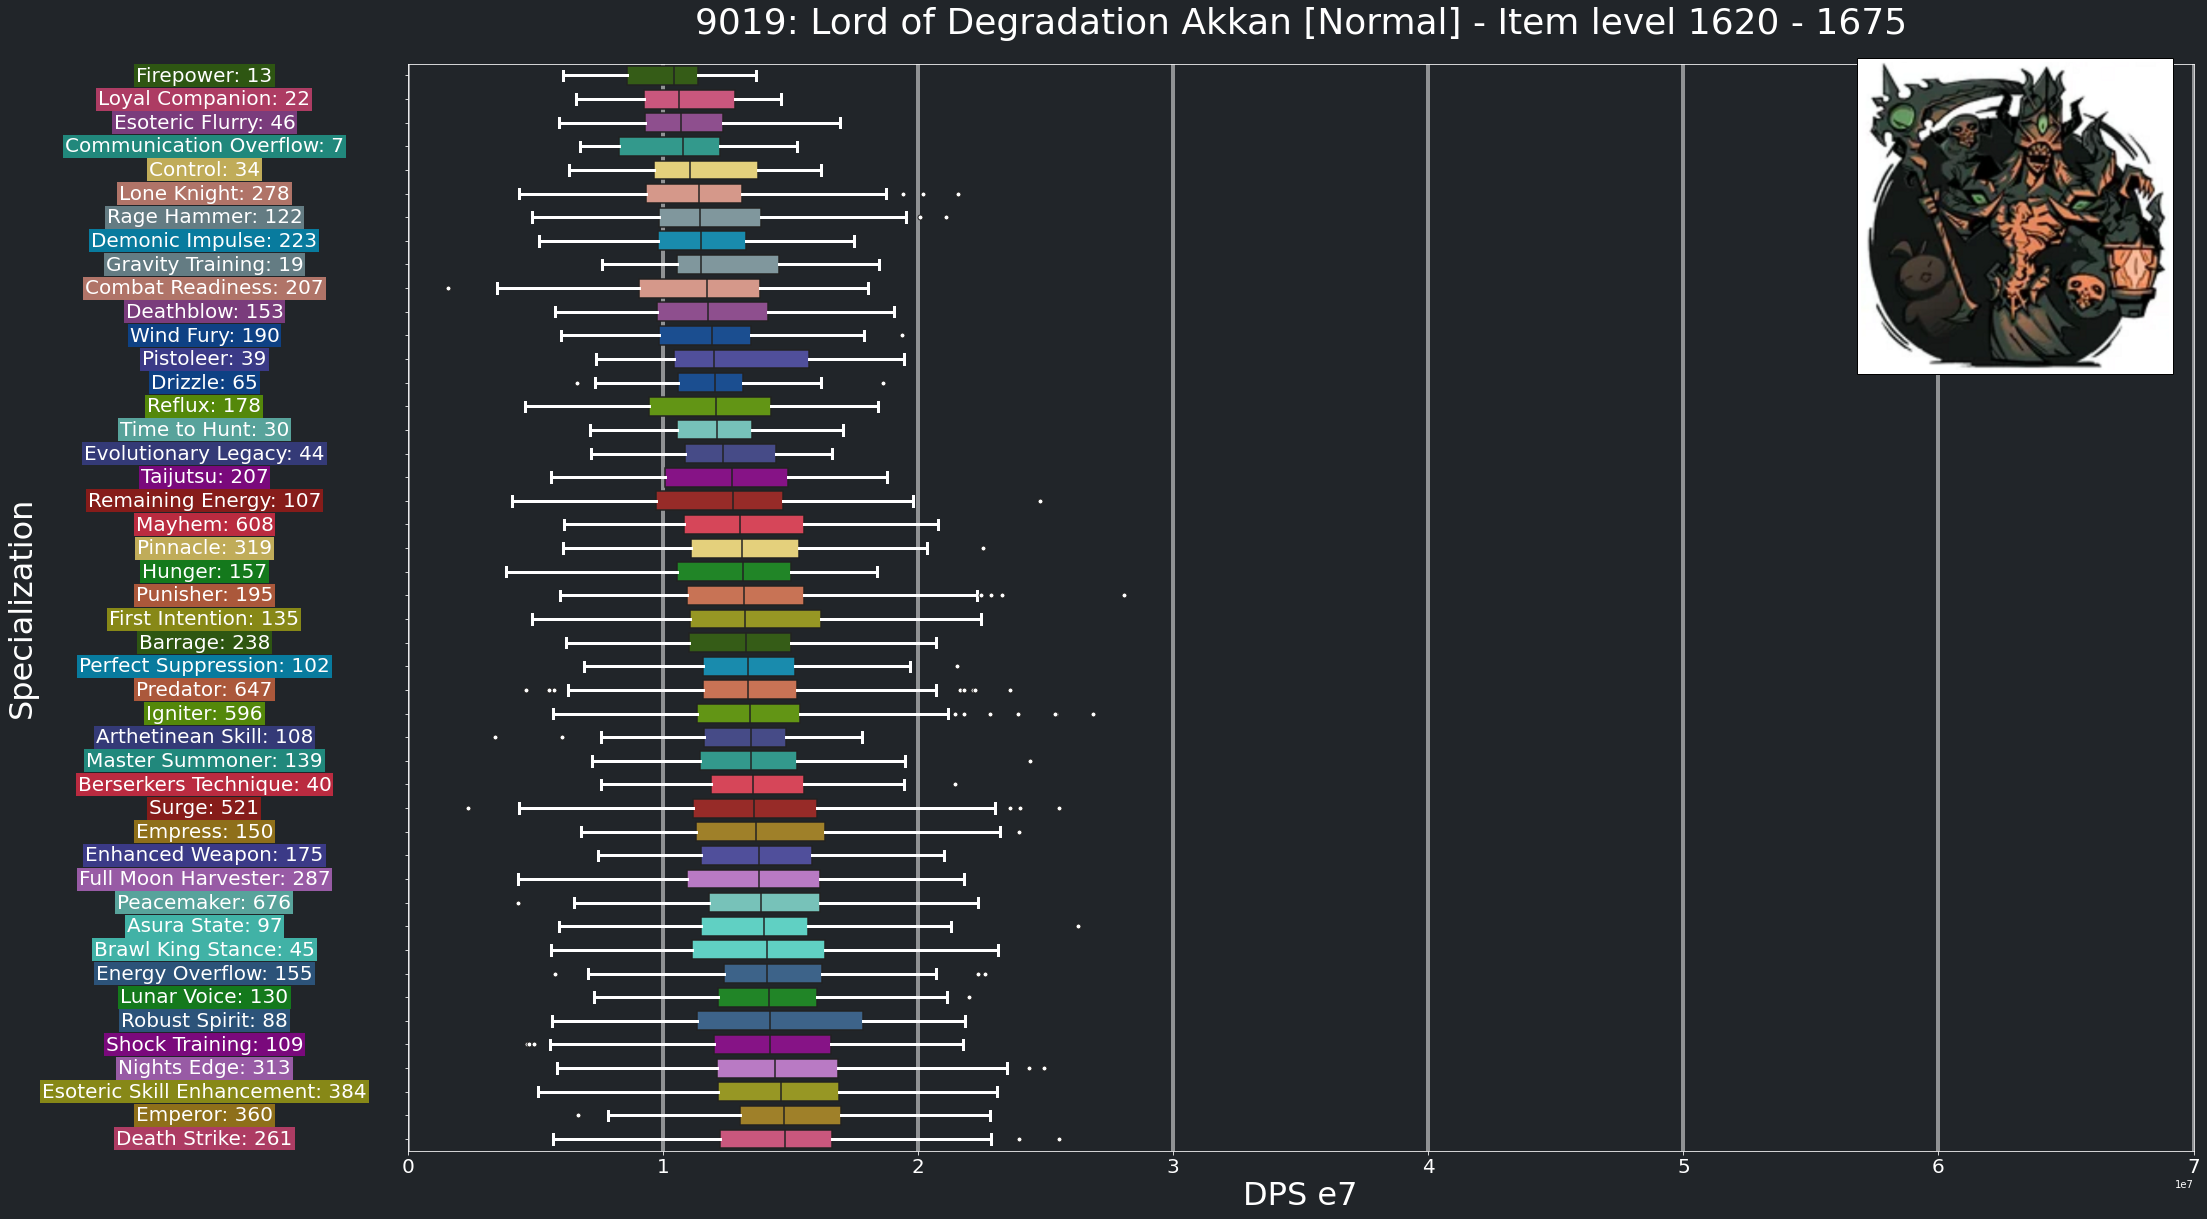 9019: Lord of Degradation Akkan [Normal] - Item level 1620 - 1675
Specialization
Firepower: 13
Loyal Companion: 22
Esoteric Flurry: 46
Communication Overflow: 7
Control: 34
Lone Knight: 278
Rage Hammer: 122
Demonic Impulse: 223
Gravity Training: 19
Combat Readiness: 207
Deathblow: 153
Wind Fury: 190
Pistoleer: 39
Drizzle: 65
Reflux: 178
Time to Hunt: 30
Evolutionary Legacy: 44
Taijutsu: 207
Remaining Energy: 107
Mayhem: 608
Pinnacle: 319
Hunger: 157
Punisher: 195
First Intention: 135
Barrage: 238
Perfect Suppression: 102
Predator: 647
Igniter: 596
Arthetinean Skill: 108
Master Summoner: 139
Berserkers Technique: 40
Surge: 521
Empress: 150
Enhanced Weapon: 175
Full Moon Harvester: 287
Peacemaker: 676
Asura State: 97
Brawl King Stance: 45
Energy Overflow: 155
Lunar Voice: 130
Robust Spirit: 88
Shock Training: 109
Nights Edge: 313
Esoteric Skill Enhancement: 384
Emperor: 360
Death Strike: 261
0 1 2 3 4 5 6 7
1e7
DPS e7